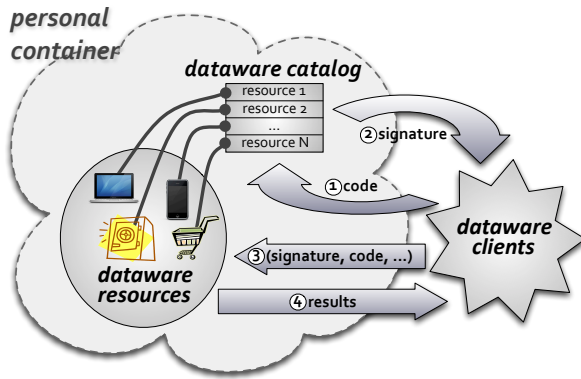 personal
container
dataware catalog
resource 1
resource 2
...
resource N
②signature
①code
dataware
clients
③(signature, code, ...)
dataware
resources
④results